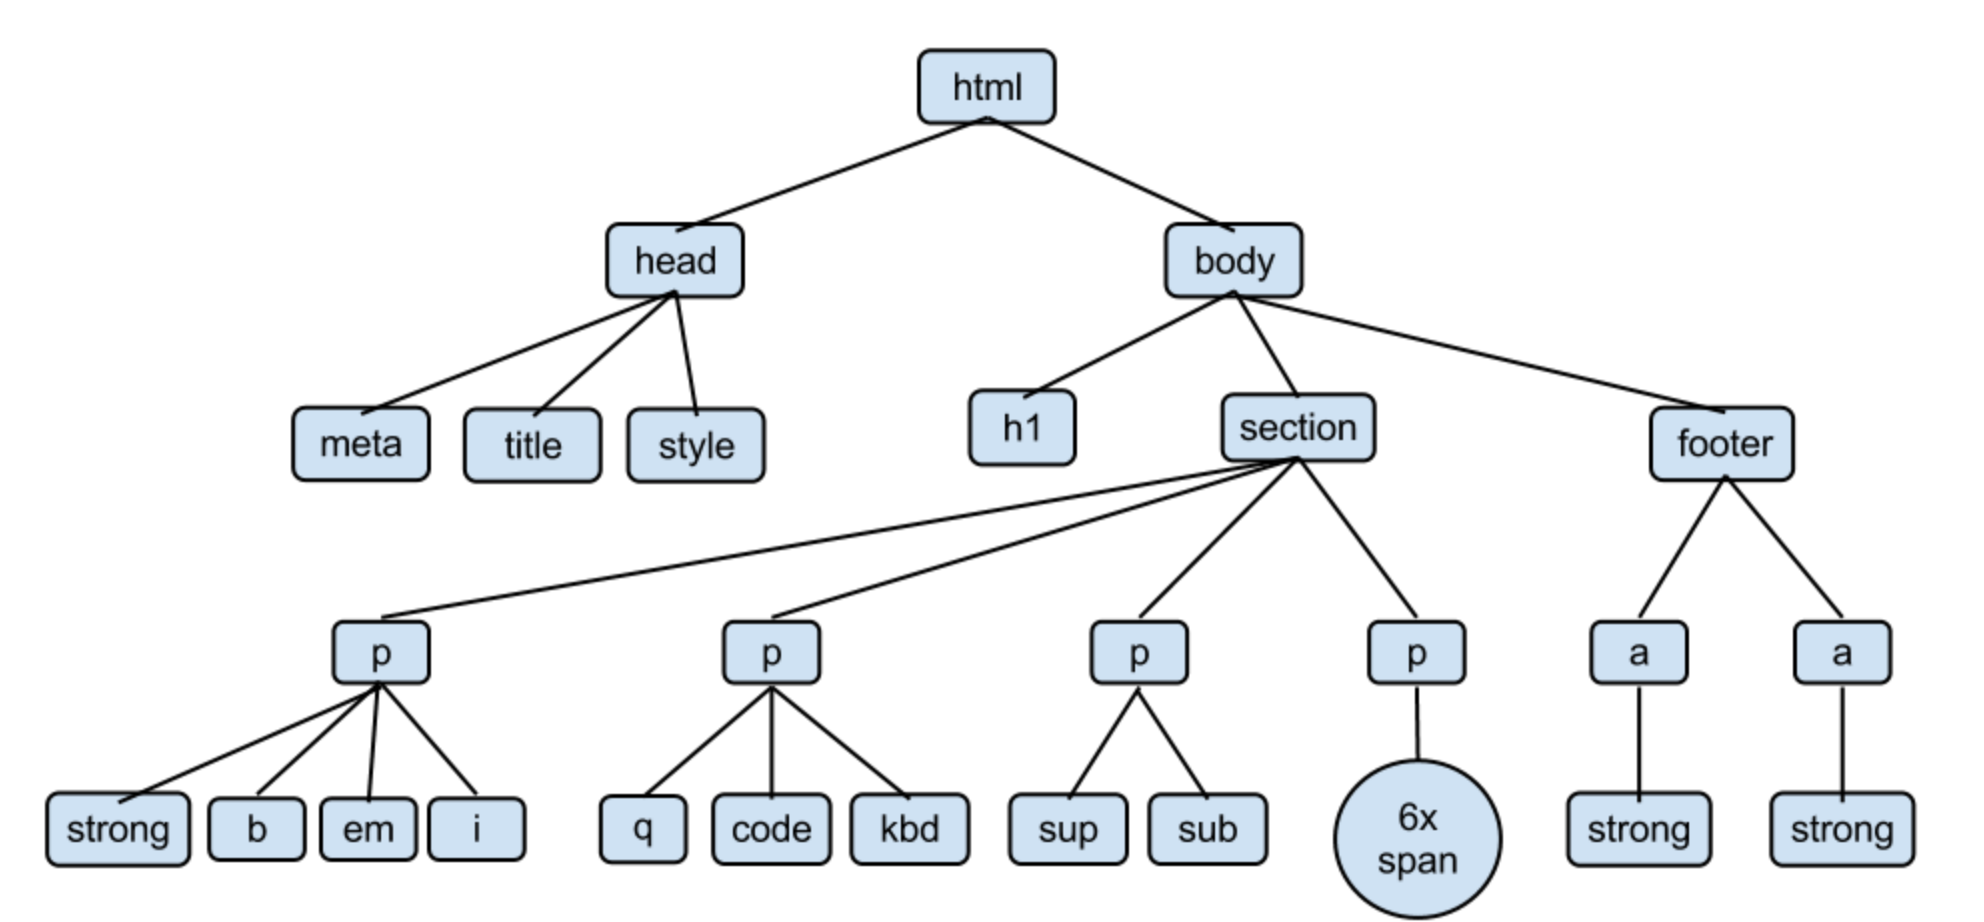 html
head
body
meta
title
style
h1
section
footer
p
p
p
p
a
a
strong
b
em
i
q
code
kbd
sup
sub
6x
span
strong
strong